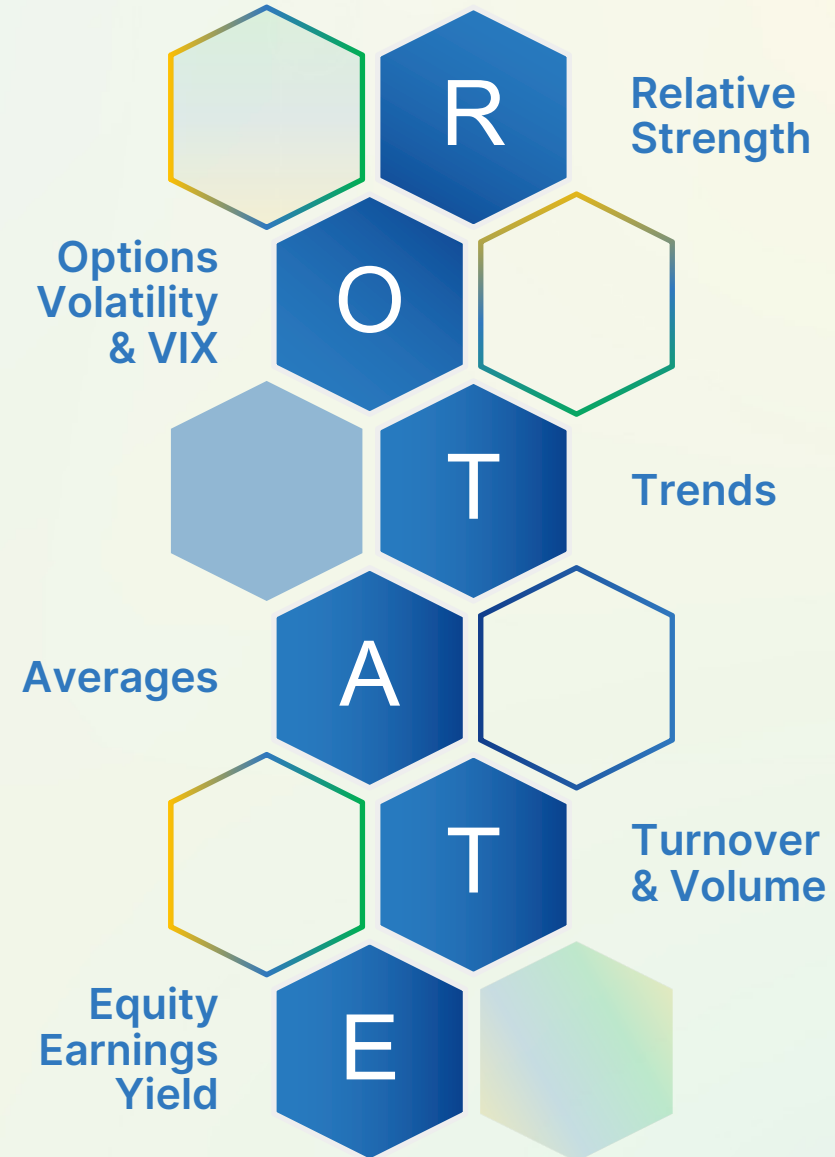 R
Relative
Strength
O
Options
Volatility
& VIX
T
Trends
A
Averages
T
Turnover
& Volume
E
Equity
Earnings
Yield